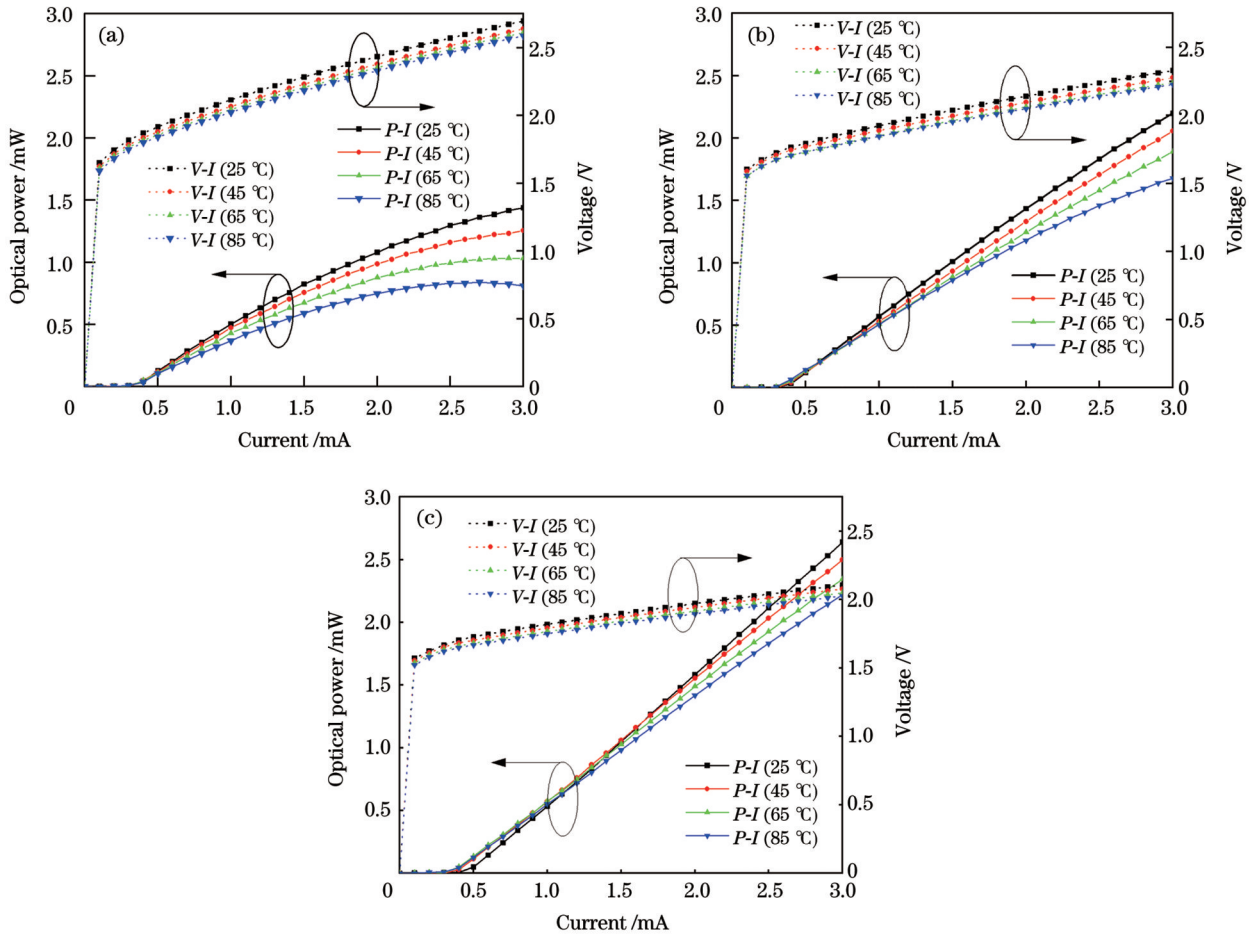 (a)
3.0
2.5
2.0
1.5
1.0
0.5
0
Optical power /mW
V-I (25 ℃)
V-I (45 ℃)
V-I (65 ℃)
V-I (85 ℃)
P-I (25 ℃)
P-I (45 ℃)
P-I (65 ℃)
P-I (85 ℃)
2.5
2.0
1.5
1.0
0.5
0
Voltage /V
0.5 1.0 1.5 2.0 2.5 3.0
Current /mA
(b)
3.0
2.5
2.0
1.5
1.0
0.5
0
Optical power /mW
V-I (25 ℃)
V-I (45 ℃)
V-I (65 ℃)
V-I (85 ℃)
P-I (25 ℃)
P-I (45 ℃)
P-I (65 ℃)
P-I (85 ℃)
2.5
2.0
1.5
1.0
0.5
0
Voltage /V
0.5 1.0 1.5 2.0 2.5 3.0
Current /mA
(c)
3.0
2.5
2.0
1.5
1.0
0.5
0
Optical power /mW
V-I (25 ℃)
V-I (45 ℃)
V-I (65 ℃)
V-I (85 ℃)
P-I (25 ℃)
P-I (45 ℃)
P-I (65 ℃)
P-I (85 ℃)
2.5
2.0
1.5
1.0
0.5
0
Voltage /V
0.5 1.0 1.5 2.0 2.5 3.0
Current /mA